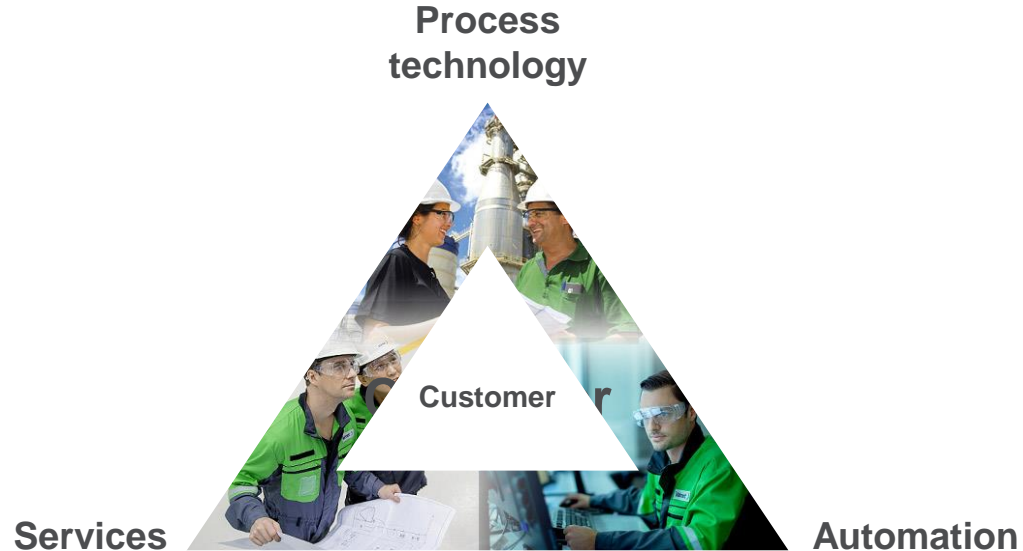 Process
technology
Customer
Services
Automation